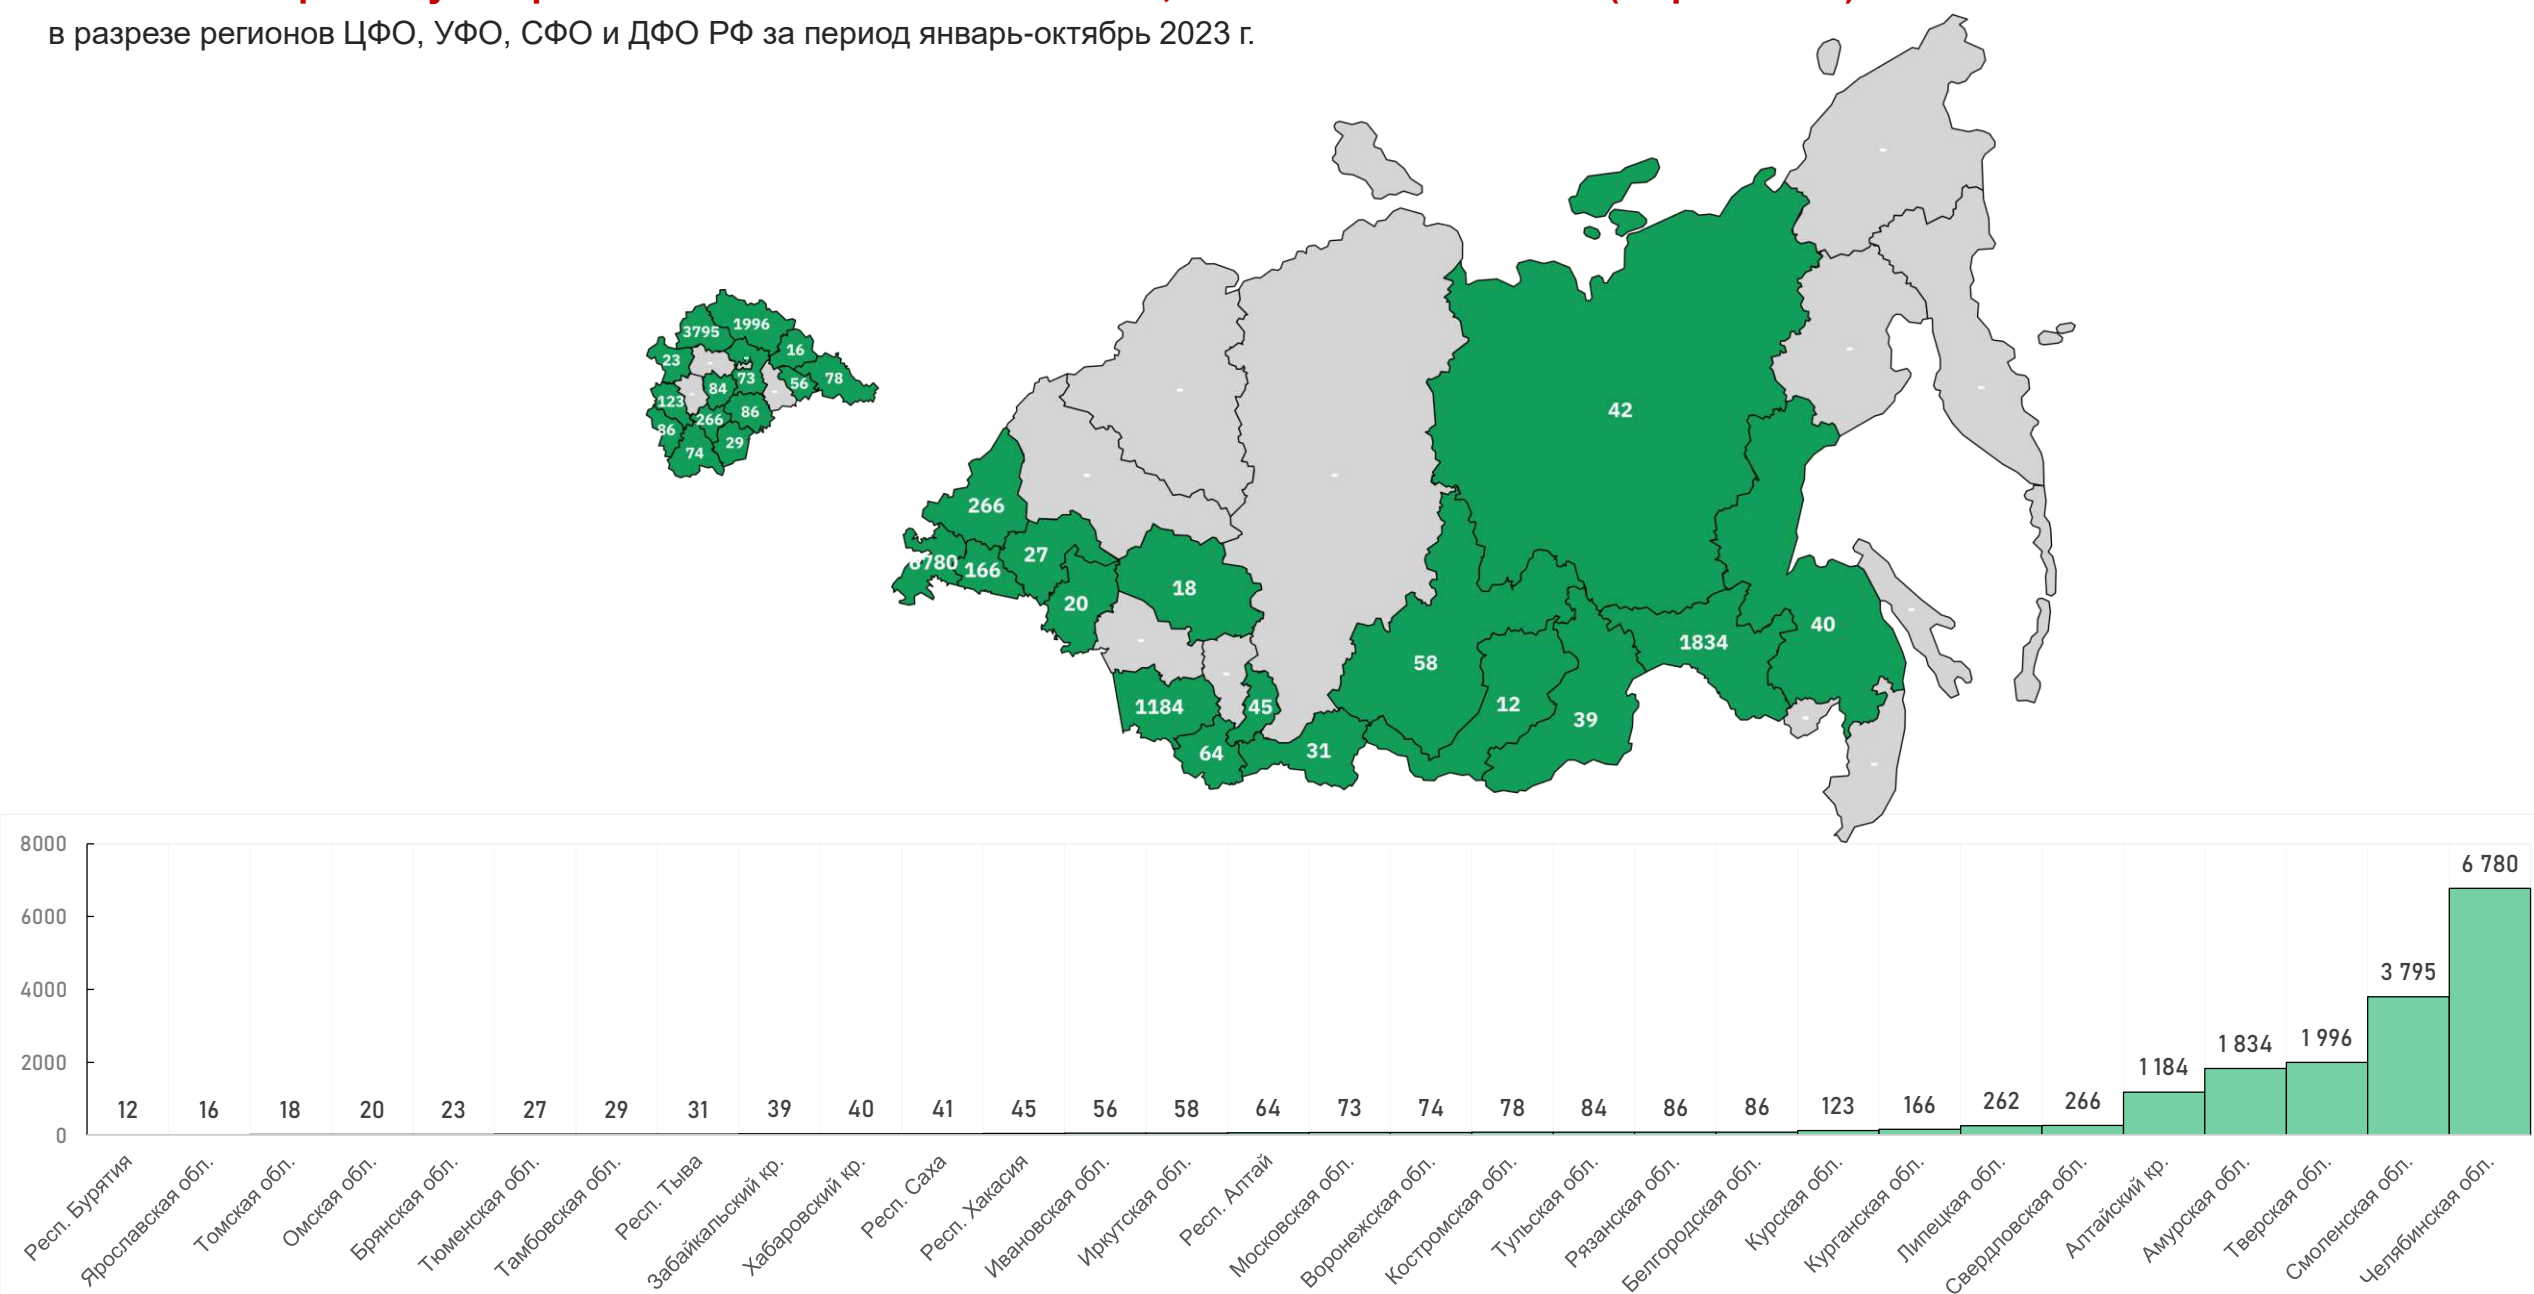 в разрезе регионов ЦФО, УФО, СФО и ДФО РФ за период январь-октябрь 2023 г.
3795
1996
16
23
-
-
73
84
-
56
78
123
-
266
86
86
29
74
266
6780
166
27
20
18
-
-
-
-
-
1184
45
64
31
42
58
12
39
1834
40
-
-
-
-
-
-
8000
6000
4000
2000
0
12
16
18
20
23
27
29
31
39
40
41
45
56
58
64
73
74
78
84
86
86
123
166
262
266
1 184
1 834
1 996
3 795
6 780
Респ. Бурятия
Ярославская обл.
Томская обл.
Омская обл.
Брянская обл.
Тюменская обл.
Тамбовская обл.
Респ. Тыва
Забайкальский кр.
Хабаровский кр.
Респ. Саха
Респ. Хакасия
Ивановская обл.
Иркутская обл.
Респ. Алтай
Московская обл.
Воронежская обл.
Костромская обл.
Тульская обл.
Рязанская обл.
Белгородская обл.
Курская обл.
Курганская обл.
Липецкая обл.
Свердловская обл.
Алтайский кр.
Амурская обл.
Тверская обл.
Смоленская обл.
Челябинская обл.